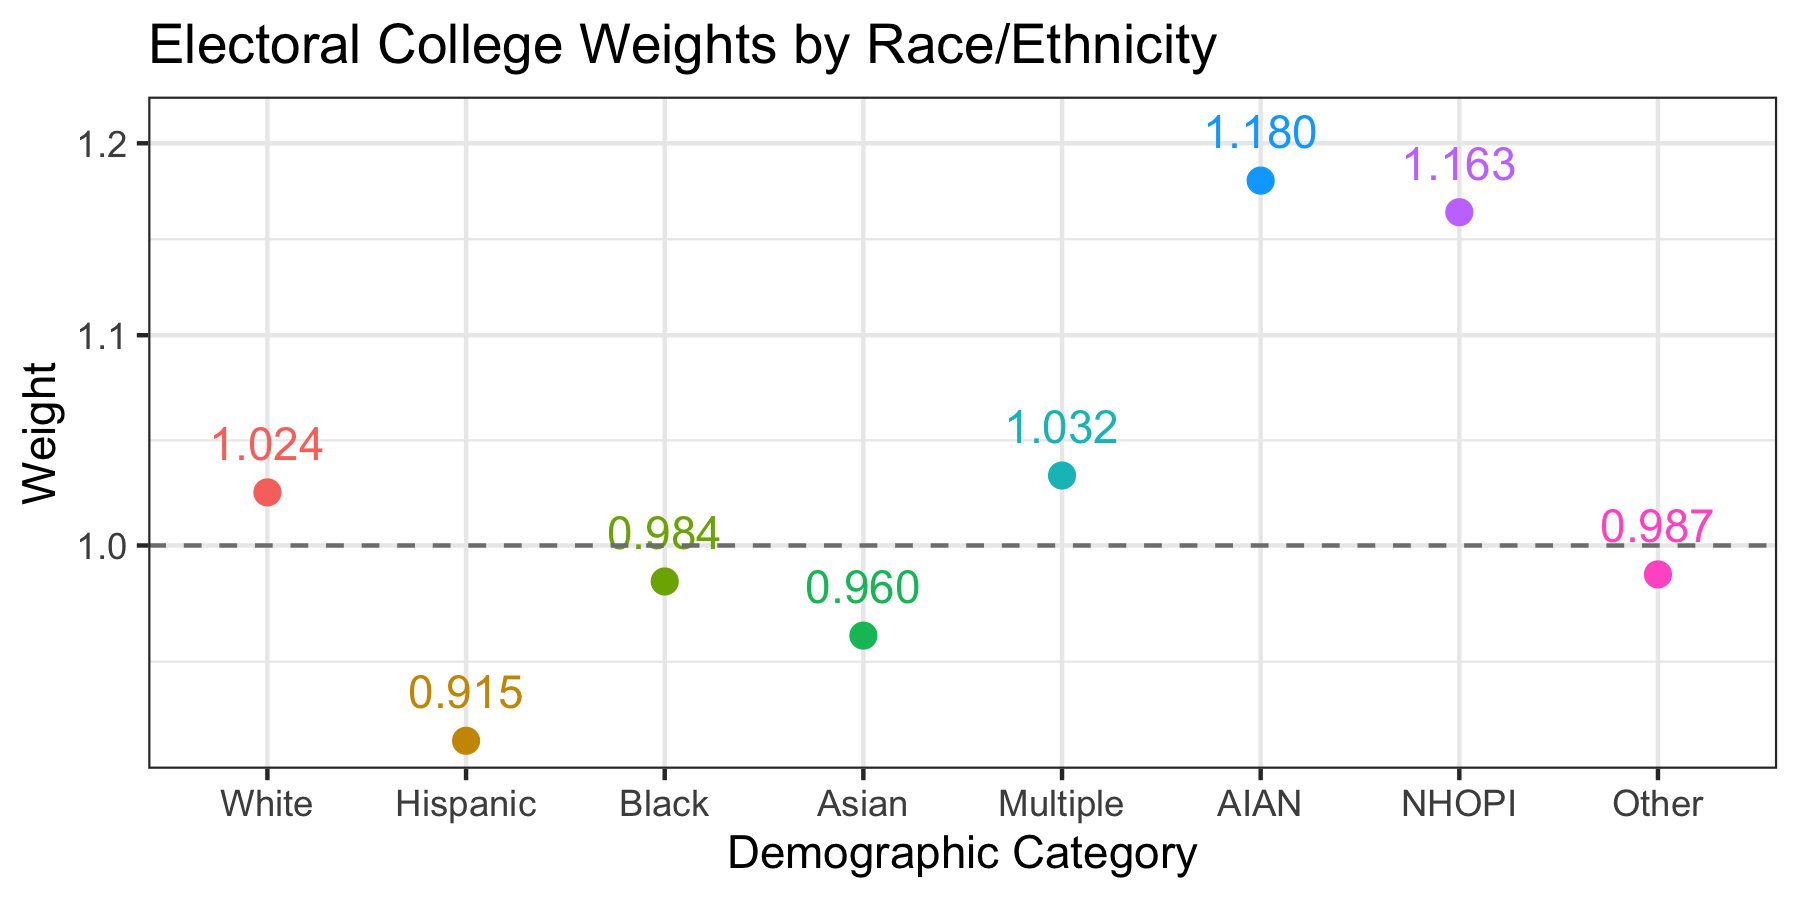 Electoral College Weights by Race/Ethnicity
1.2
1.1
1.0
Weight
1.024
0.915
0.984
0.960
1.032
1.180
1.163
0.987
White Hispanic Black Asian Multiple AIAN NHOPI Other
Demographic Category